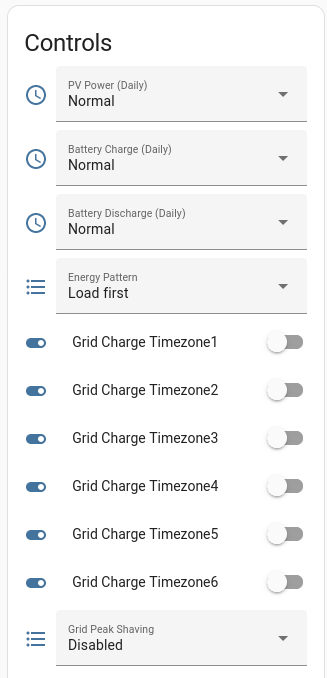 Controls
PV Power (Daily)
Normal
Battery Charge (Daily)
Normal
Battery Discharge (Daily)
Normal
Energy Pattern
Load first
Grid Charge Timezone1
Grid Charge Timezone2
Grid Charge Timezone3
Grid Charge Timezone4
Grid Charge Timezone5
Grid Charge Timezone6
Grid Peak Shaving
Disabled